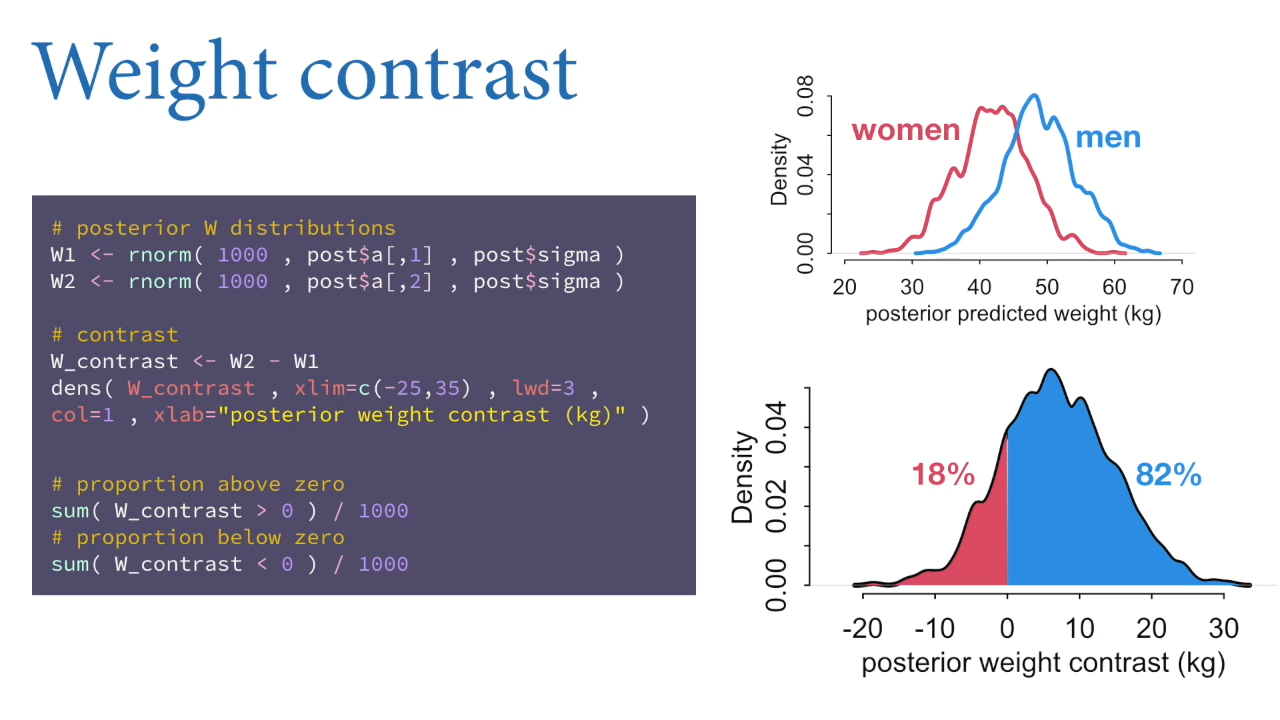 Weight contrast
# posterior W distributions
W1 <- rnorm( 1000 , post$a[,1] , post$sigma )
W2 <- rnorm( 1000 , post$a[,2] , post$sigma )
# contrast
W_contrast <- W2 - W1
dens( W_contrast , xlim=c(-25,35) , lwd=3 ,
col=1 , xlab="posterior weight contrast (kg)" )
# proportion above zero
sum( W_contrast > 0 ) / 1000
# proportion below zero
sum( W_contrast < 0 ) / 1000
Density
0.00 0.04 0.08
women
men
20 30 40 50 60 70
posterior predicted weight (kg)
Density
0.00 0.02 0.04
18%
82%
-20 -10 0 10 20 30
posterior weight contrast (kg)